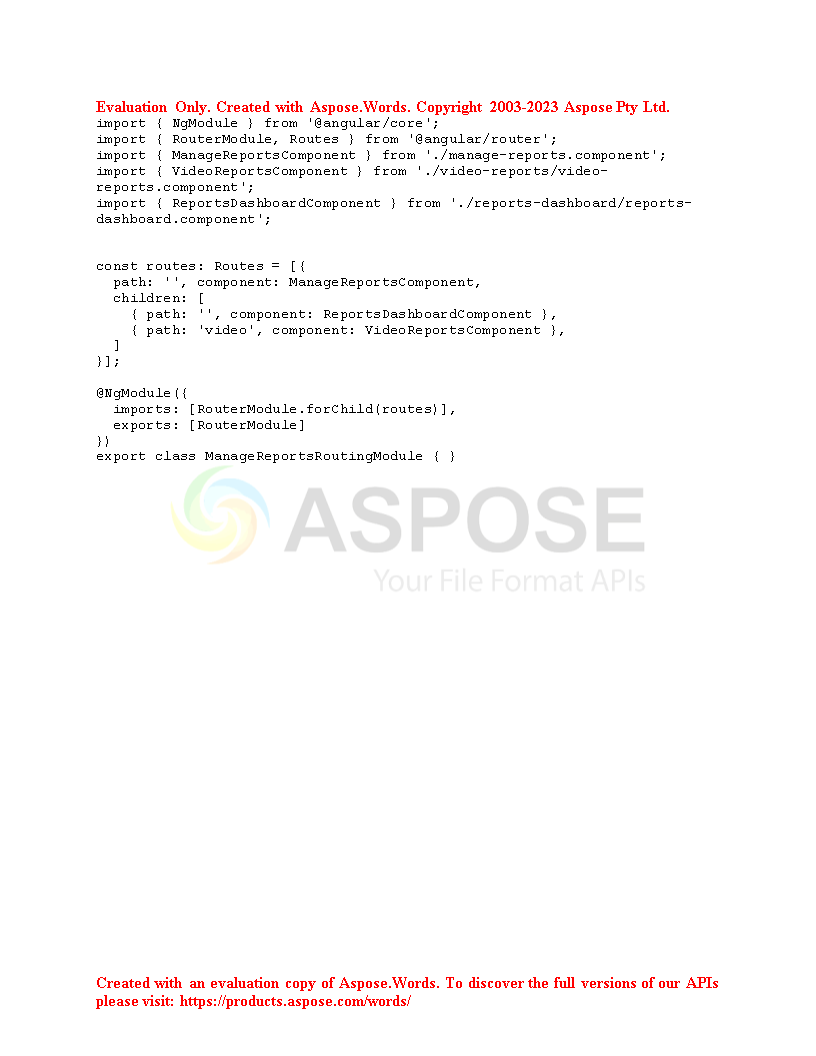 Evaluation Only. Created with Aspose.Words. Copyright 2003-2023 Aspose Pty Ltd.
import { NgModule } from '@angular/core';
import { RouterModule, Routes } from '@angular/router';
import { ManageReportsComponent } from './manage-reports.component';
import { VideoReportsComponent } from './video-reports/video-
reports.component';
import { ReportsDashboardComponent } from './reports-dashboard/reports-
dashboard.component';
const routes: Routes = [{
  path: '', component: ManageReportsComponent,
  children: [
    { path: '', component: ReportsDashboardComponent },
    { path: 'video', component: VideoReportsComponent },
  ]
}];
@NgModule({
  imports: [RouterModule.forChild(routes)],
  exports: [RouterModule]
})
export class ManageReportsRoutingModule { }
ASPOSE
Your File Format APIs
Created with an evaluation copy of Aspose.Words. To discover the full versions of our APIs
please visit: https://products.aspose.com/words/